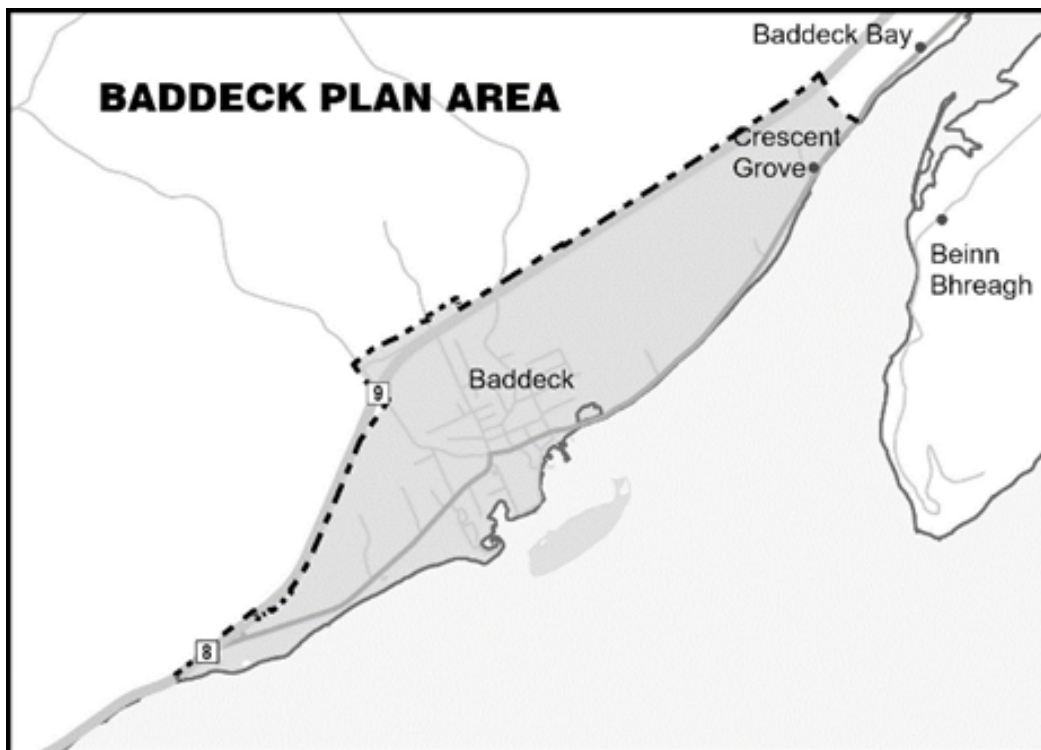 BADDECK PLAN AREA
Baddeck Bay
Crescent
Grove
Beinn
Bhreagh
Baddeck
9
8